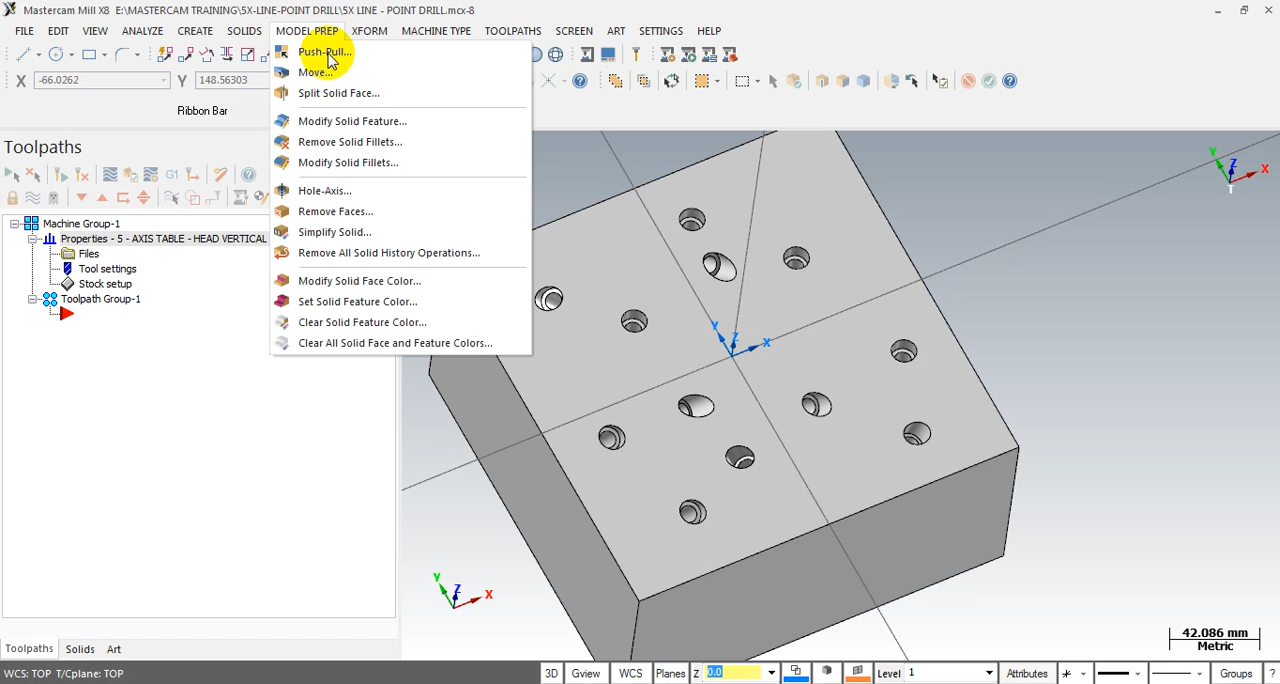 Mastercam Mill X8 E:\MASTERCAM TRAINING\5X-LINE-POINT DRILL\5X LINE - POINT DRILL.mcx-8
FILE EDIT VIEW ANALYZE CREATE SOLIDS MODEL PREP XFORM MACHINE TYPE TOOLPATHS SCREEN ART SETTINGS HELP
X -66.0262 Y 148.56303
Ribbon Bar
Push-Pull...
Move...
Split Solid Face...
Modify Solid Feature...
Remove Solid Fillets...
Modify Solid Fillets...
Hole-Axis...
Remove Faces...
Simplify Solid...
Remove All Solid History Operations...
Modify Solid Face Color...
Set Solid Feature Color...
Clear Solid Feature Color...
Clear All Solid Face and Feature Colors...
Toolpaths
G1
Machine Group-1
Properties - 5 - AXIS TABLE - HEAD VERTICAL
Files
Tool settings
Stock setup
Toolpath Group-1
Y Z X
T
Y Z X
Y Z X
42.086 mm
Metric
Toolpaths Solids Art
WCS: TOP T/Cplane: TOP
3D Gview WCS Planes Z 0.0 Level 1 Attributes Groups ?